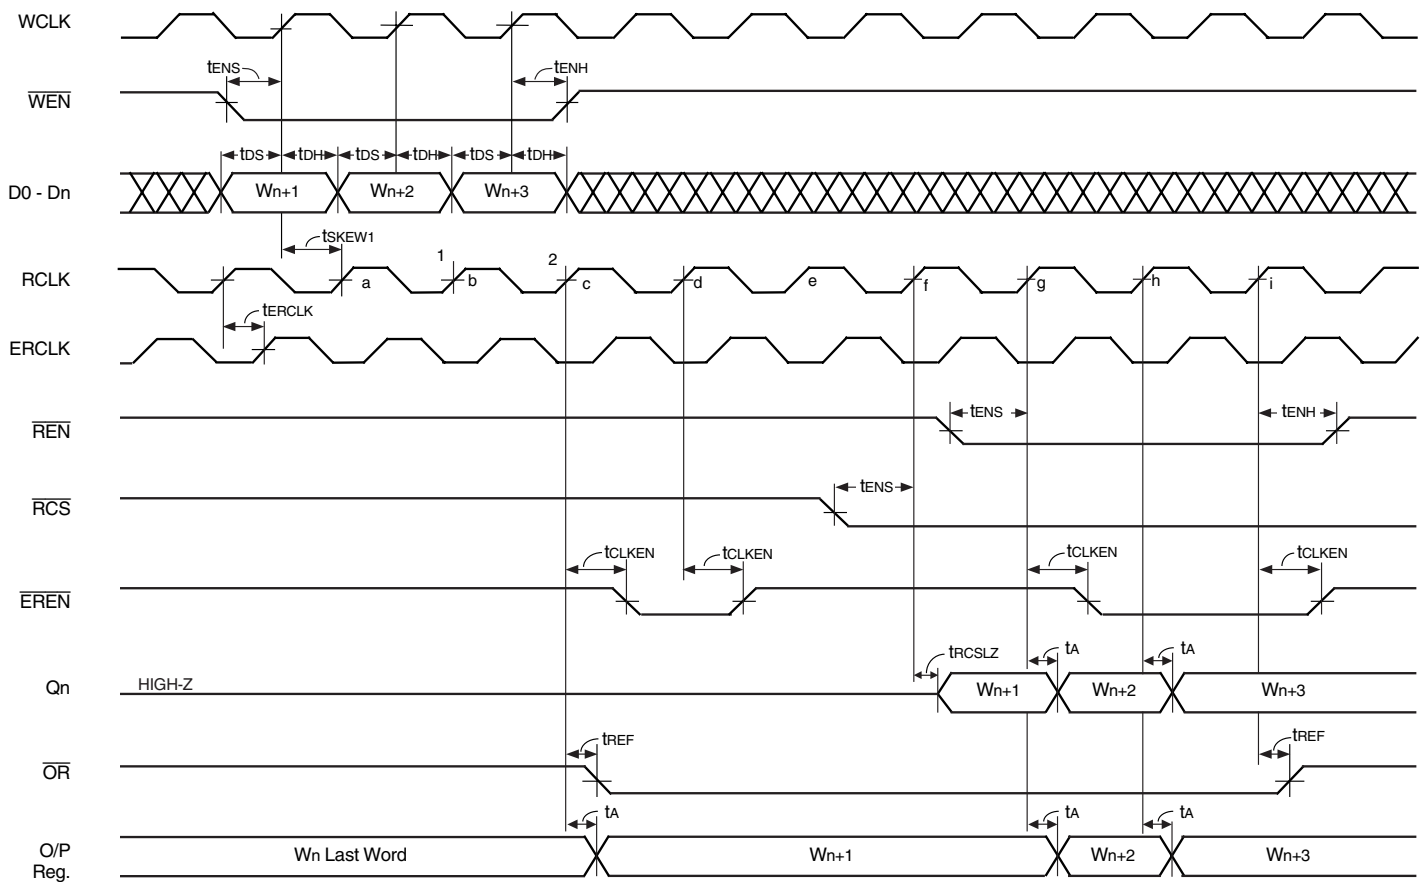 WCLK
tENS
tENH
WEN
tDS tDH tDS tDH tDS tDH
D0 - Dn
Wn+1 Wn+2 Wn+3
tSKEW1
1 2
RCLK
a b c d e f g h i
tERCLK
ERCLK
REN
tENS tENH
RCS
tENS
tCLKEN tCLKEN tCLKEN tCLKEN
EREN
tRCSLZ tA tA
Qn
HIGH-Z Wn+1 Wn+2 Wn+3
tREF tREF
OR
tA tA tA
O/P
Reg.
Wn Last Word Wn+1 Wn+2 Wn+3